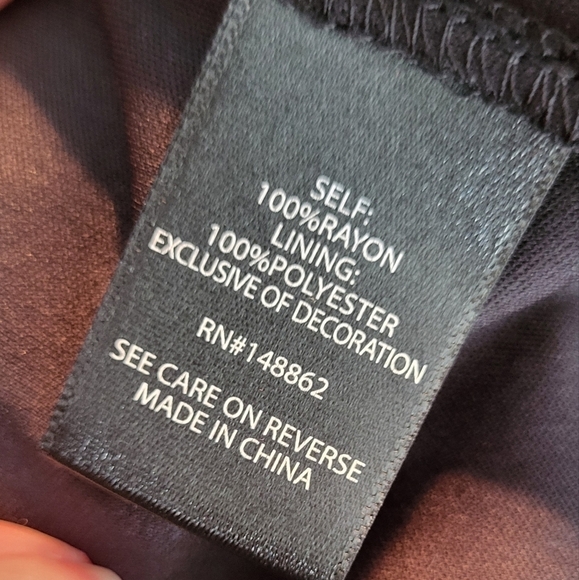 SELF:
100%RAYON
LINING:
100%POLYESTER
EXCLUSIVE OF DECORATION
RN#148862
SEE CARE ON REVERSE
MADE IN CHINA